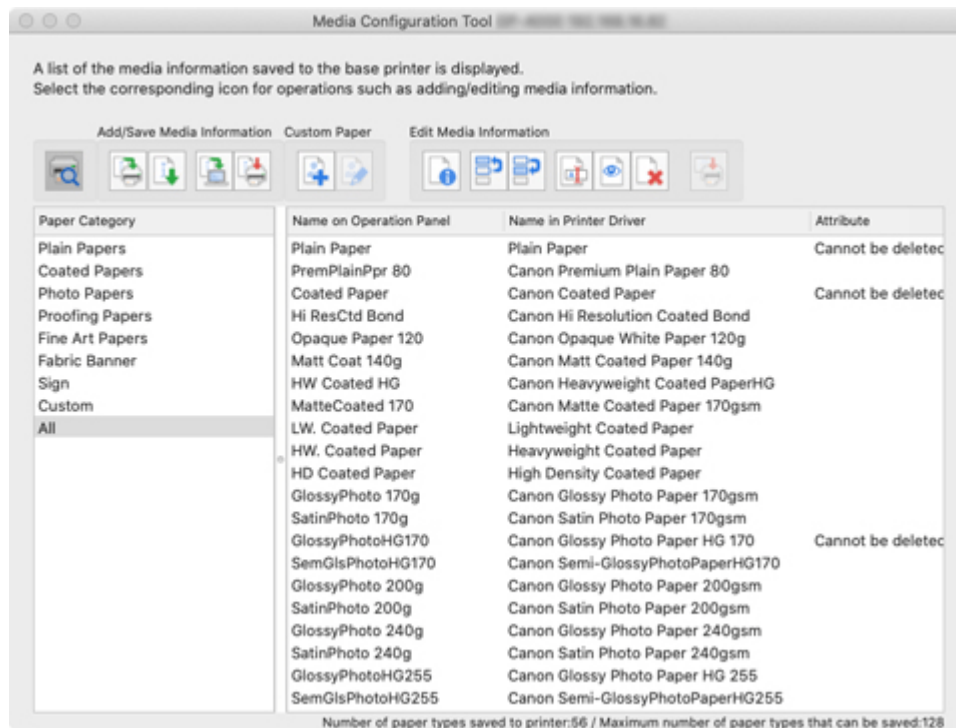 Media Configuration Tool
A list of the media information saved to the base printer is displayed.
Select the corresponding icon for operations such as adding/editing media information.
Add/Save Media Information Custom Paper Edit Media Information
Paper Category Name on Operation Panel Name in Printer Driver Attribute
Plain Papers Plain Paper Plain Paper Cannot be deleted
Coated Papers PremPlainPpr 80 Canon Premium Plain Paper 80
Photo Papers Coated Paper Canon Coated Paper Cannot be deleted
Proofing Papers Hi ResCtd Bond Canon Hi Resolution Coated Bond
Fine Art Papers Opaque Paper 120 Canon Opaque White Paper 120g
Fabric Banner Matt Coat 140g Canon Matt Coated Paper 140g
Sign HW Coated HG Canon Heavyweight Coated PaperHG
Custom MatteCoated 170 Canon Matte Coated Paper 170gsm
All LW. Coated Paper Lightweight Coated Paper
HW. Coated Paper Heavyweight Coated Paper
HD Coated Paper High Density Coated Paper
GlossyPhoto 170g Canon Glossy Photo Paper 170gsm
SatinPhoto 170g Canon Satin Photo Paper 170gsm
GlossyPhotoHG170 Canon Glossy Photo Paper HG 170 Cannot be deleted
SemGlsPhotoHG170 Canon Semi-GlossyPhotoPaperHG170
GlossyPhoto 200g Canon Glossy Photo Paper 200gsm
SatinPhoto 200g Canon Satin Photo Paper 200gsm
GlossyPhoto 240g Canon Glossy Photo Paper 240gsm
SatinPhoto 240g Canon Satin Photo Paper 240gsm
GlossyPhotoHG255 Canon Glossy Photo Paper HG 255
SemGlsPhotoHG255 Canon Semi-GlossyPhotoPaperHG255
Number of paper types saved to printer:56 / Maximum number of paper types that can be saved:128